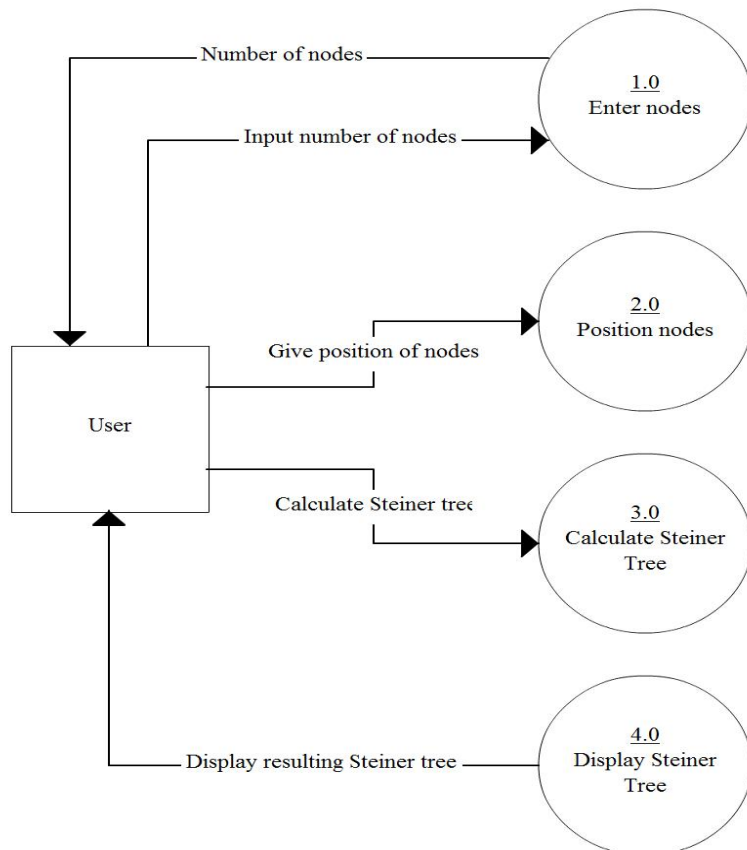 Number of nodes
1.0
Enter nodes
Input number of nodes
2.0
Position nodes
Give position of nodes
User
Calculate Steiner tree
3.0
Calculate Steiner
Tree
4.0
Display Steiner
Tree
Display resulting Steiner tree